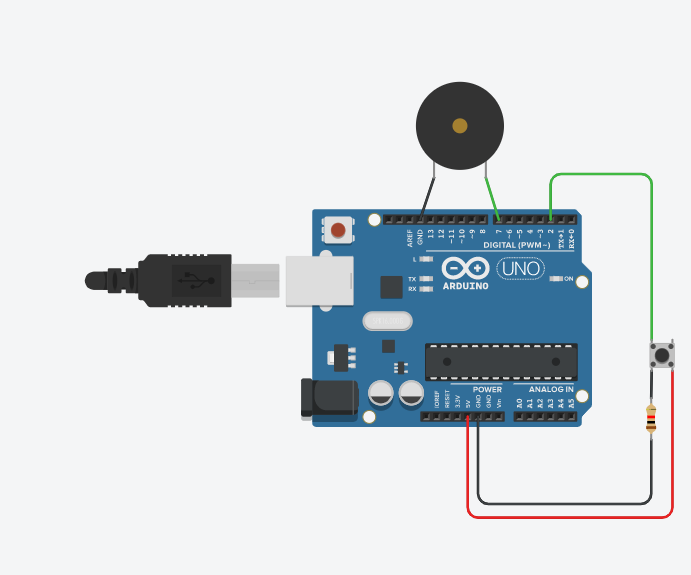 AREF
GND
13
12
~11
~10
~9
8
7
~6
~5
4
~3
2
TX→1
RX←0
DIGITAL (PWM~)
L
TX
RX
ARDUINO
UNO
ON
POWER
ANALOG IN
IOREF
RESET
3.3V
5V
GND
GND
Vin
A0
A1
A2
A3
A4
A5